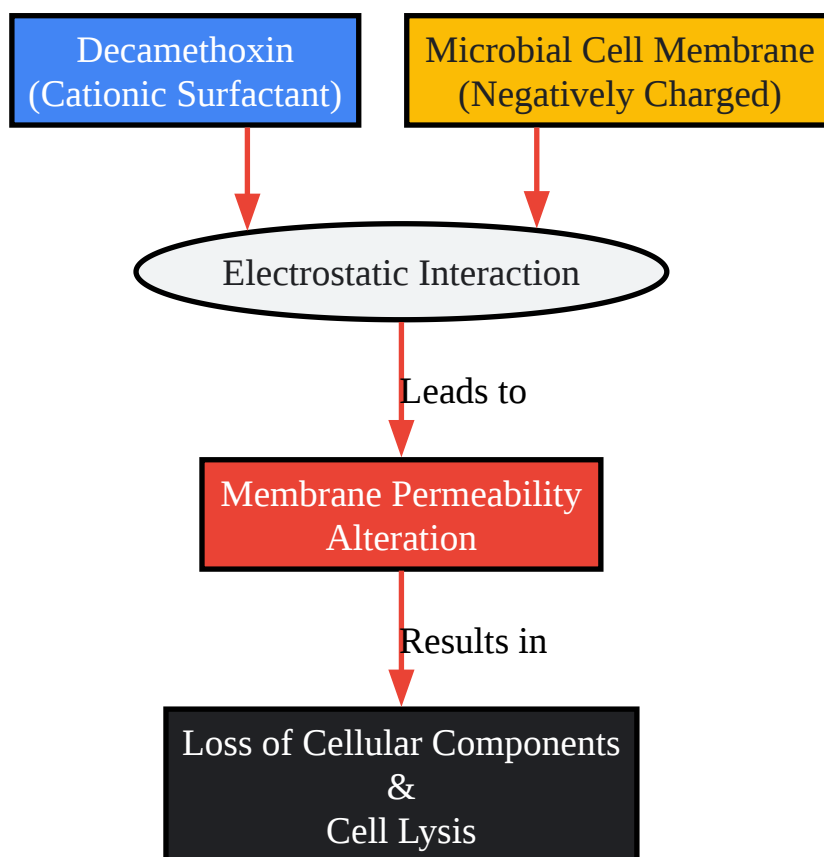 Decamethoxin
(Cationic Surfactant)
Microbial Cell Membrane
(Negatively Charged)
Electrostatic Interaction
Leads to
Membrane Permeability
Alteration
Results in
Loss of Cellular Components
&
Cell Lysis